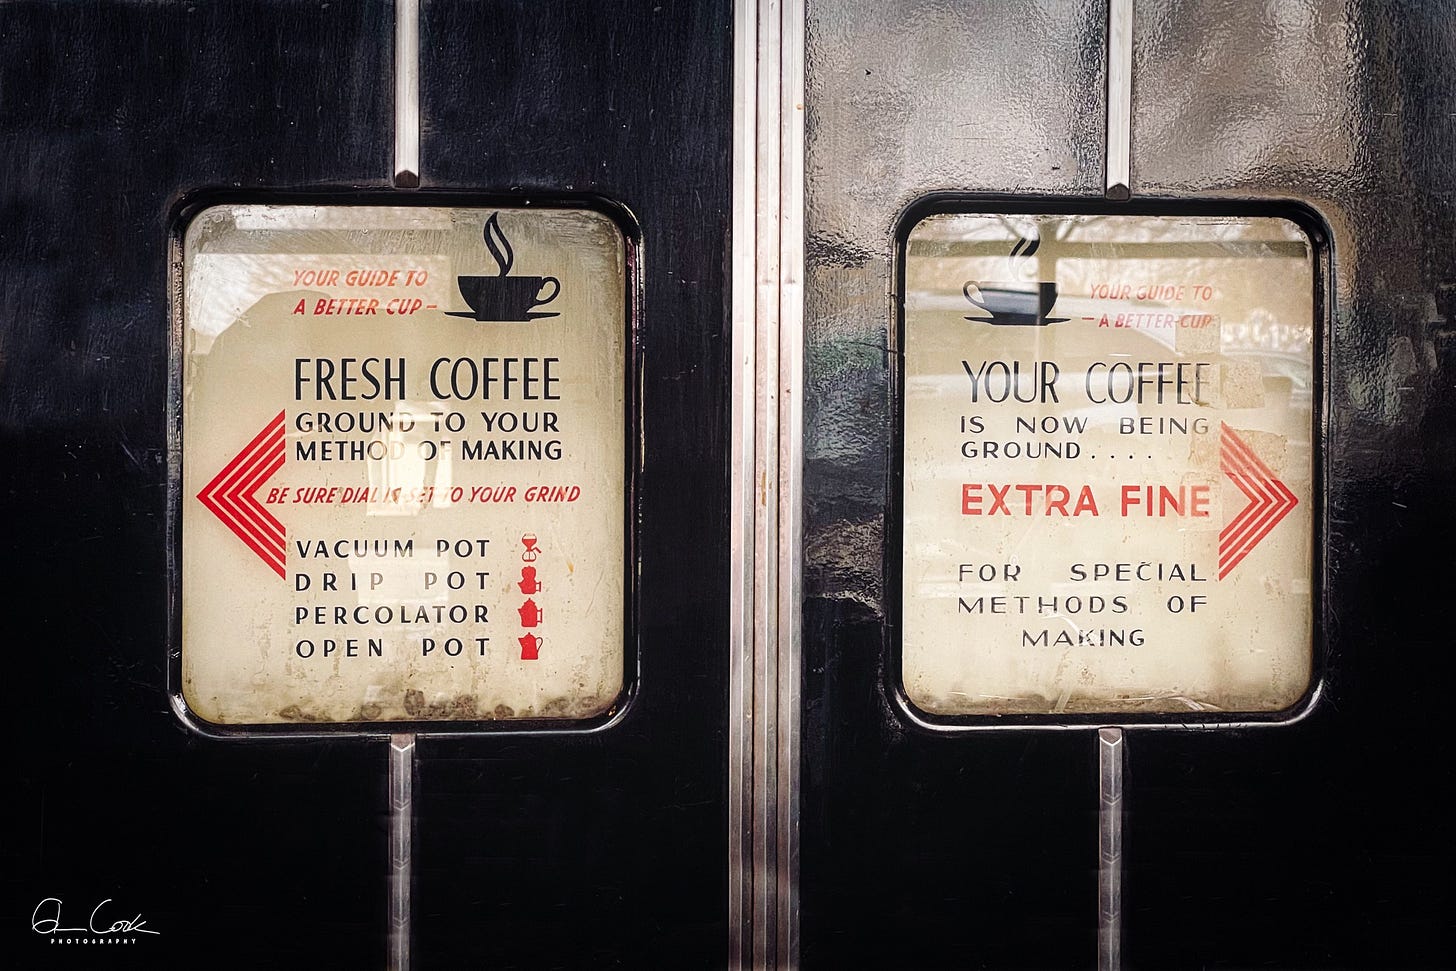 YOUR GUIDE TO
A BETTER CUP –
FRESH COFFEE
GROUND TO YOUR
METHOD OF MAKING
BE SURE DIAL IS SET TO YOUR GRIND
VACUUM POT
DRIP POT
PERCOLATOR
OPEN POT
YOUR GUIDE TO
– A BETTER CUP
YOUR COFFEE
IS NOW BEING
GROUND....
EXTRA FINE
FOR SPECIAL
METHODS OF
MAKING
Cook
PHOTOGRAPHY